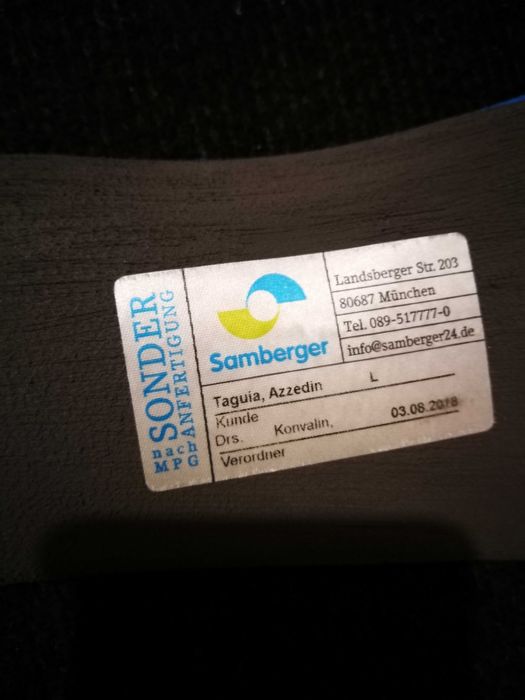 SONDER
ANFERTIGUNG
nach
MPG
Samberger
Landsberger Str. 203
80687 München
Tel. 089-517777-0
info@samberger24.de
Taguia, Azzedin L
Kunde
Drs. Konvalin, 03.08.2018
Verordner